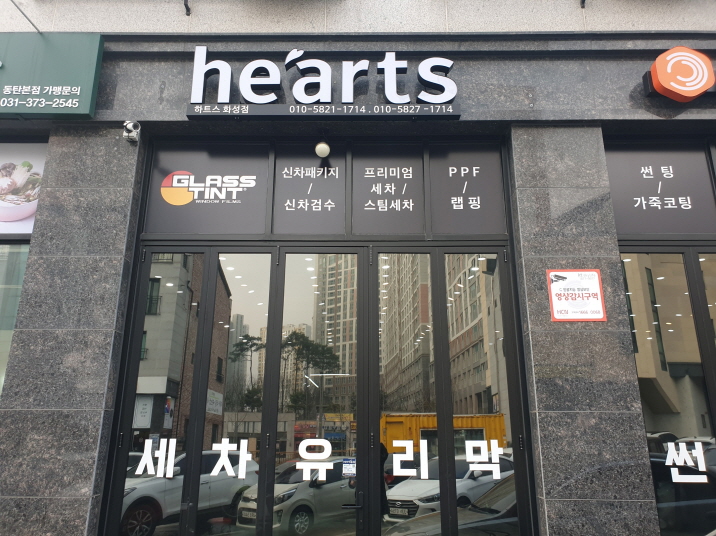 동탄본점 가맹문의
031-373-2545
hearts
하트스 화성점 010-5821-1714 . 010-5827 -1714
GLASS
TINT
WINDOW FILMS
신차패키지
/
신차검수
프리미엄
세차 /
스팀세차
PPF
/
랩핑
썬팅
/
가죽코팅
영상감시구역
세차유리막
썬